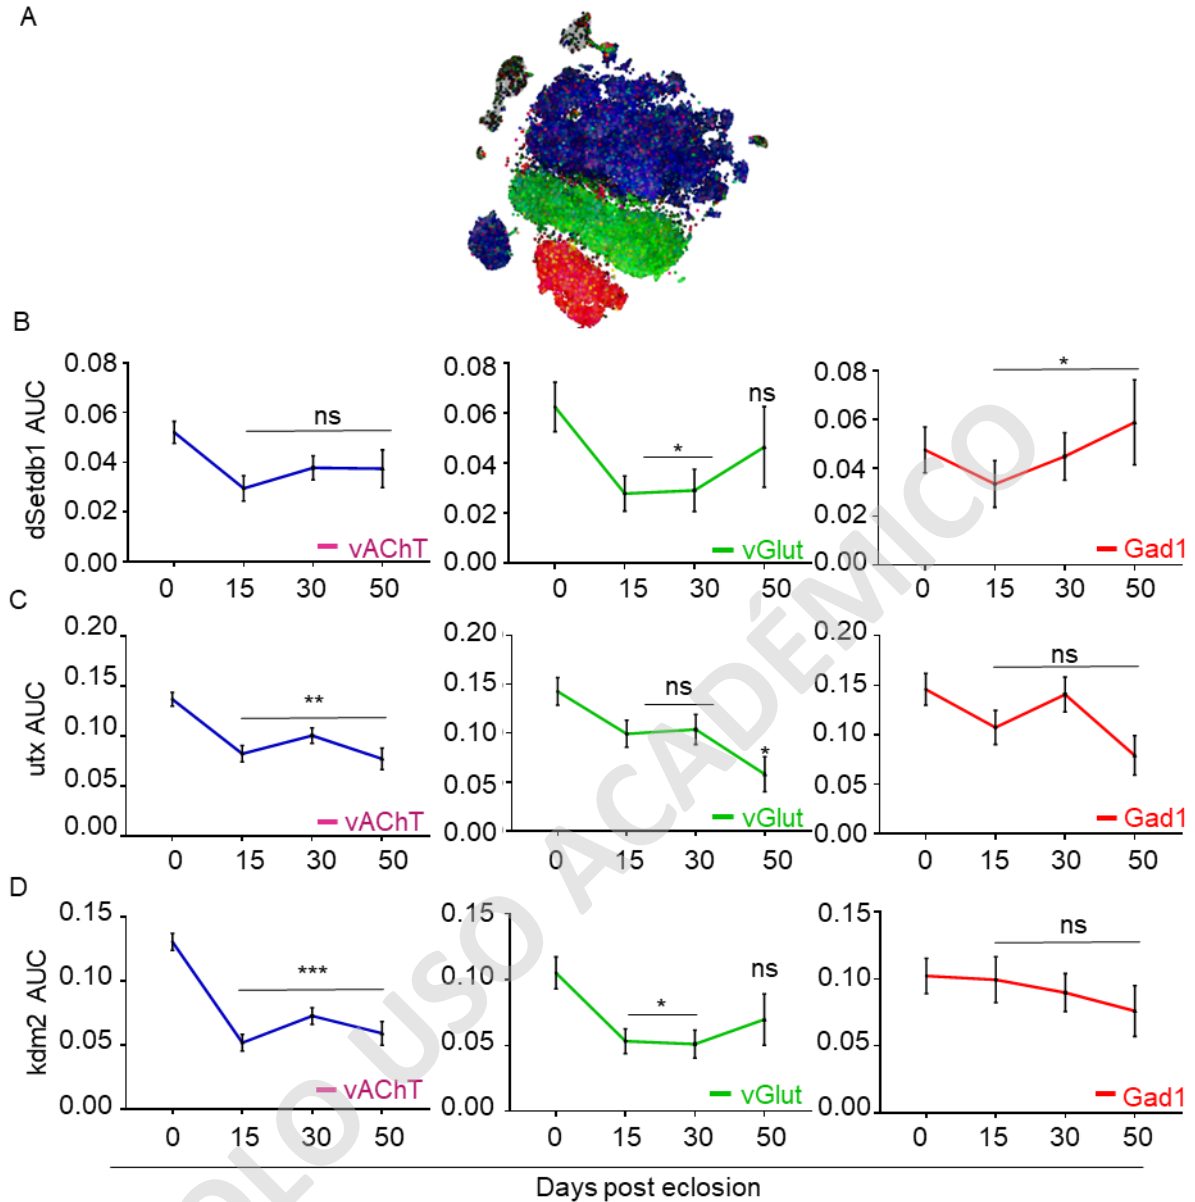 A
B
dSetdb1 AUC
0.08
0.06
0.04
0.02
0.00
ns
vAChT
0 15 30 50
0.08
0.06
0.04
0.02
0.00
*
ns
vGlut
0 15 30 50
0.08
0.06
0.04
0.02
0.00
*
Gad1
0 15 30 50
C
utx AUC
0.20
0.15
0.10
0.05
0.00
**
vAChT
0 15 30 50
0.20
0.15
0.10
0.05
0.00
ns
*
vGlut
0 15 30 50
0.20
0.15
0.10
0.05
0.00
ns
Gad1
0 15 30 50
D
kdm2 AUC
0.15
0.10
0.05
0.00
***
vAChT
0 15 30 50
0.15
0.10
0.05
0.00
*
ns
vGlut
0 15 30 50
0.15
0.10
0.05
0.00
ns
Gad1
0 15 30 50
Days post eclosion
OLO USO ACADÉMICO